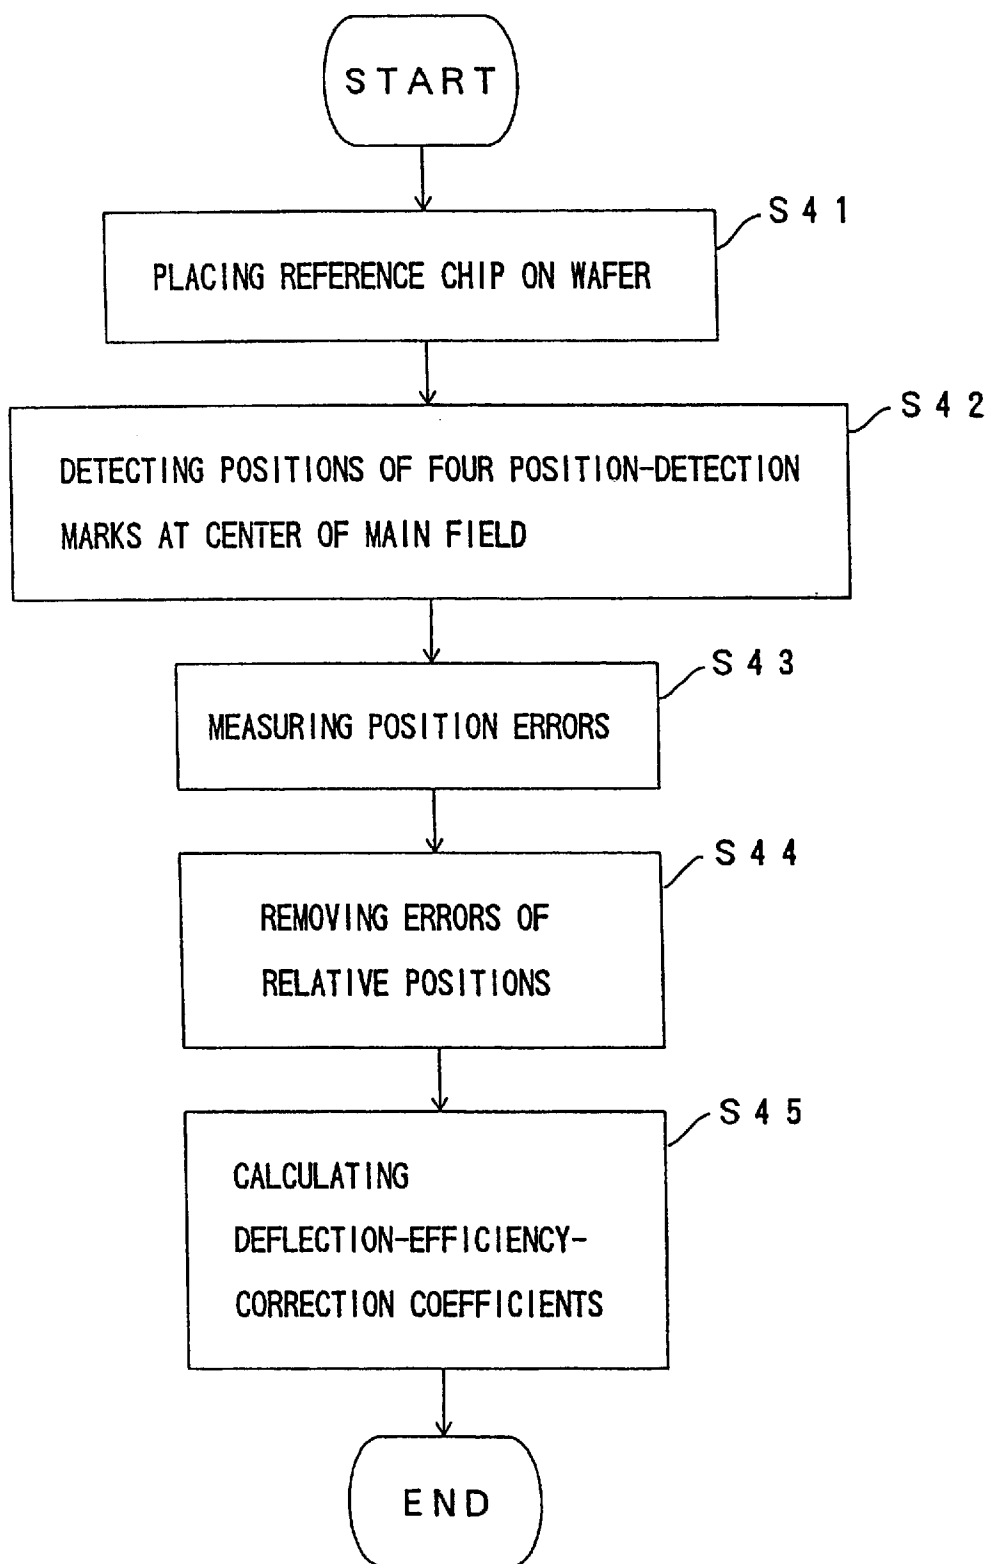 START
S41
PLACING REFERENCE CHIP ON WAFER
S42
DETECTING POSITIONS OF FOUR POSITION-DETECTION
MARKS AT CENTER OF MAIN FIELD
S43
MEASURING POSITION ERRORS
S44
REMOVING ERRORS OF
RELATIVE POSITIONS
S45
CALCULATING
DEFLECTION-EFFICIENCY-
CORRECTION COEFFICIENTS
END